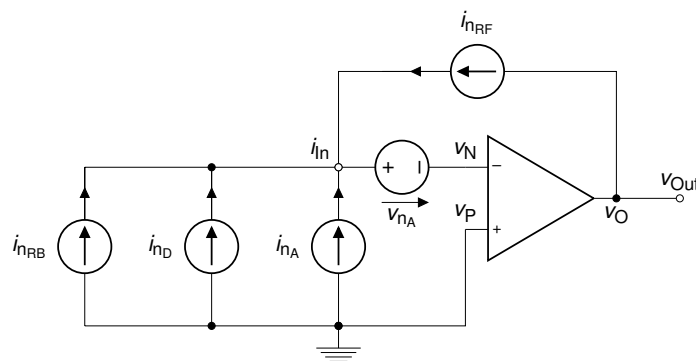 i_nRF
i_In
v_N
v_Out
v_nA
v_P
v_O
i_nRB
i_nD
i_nA